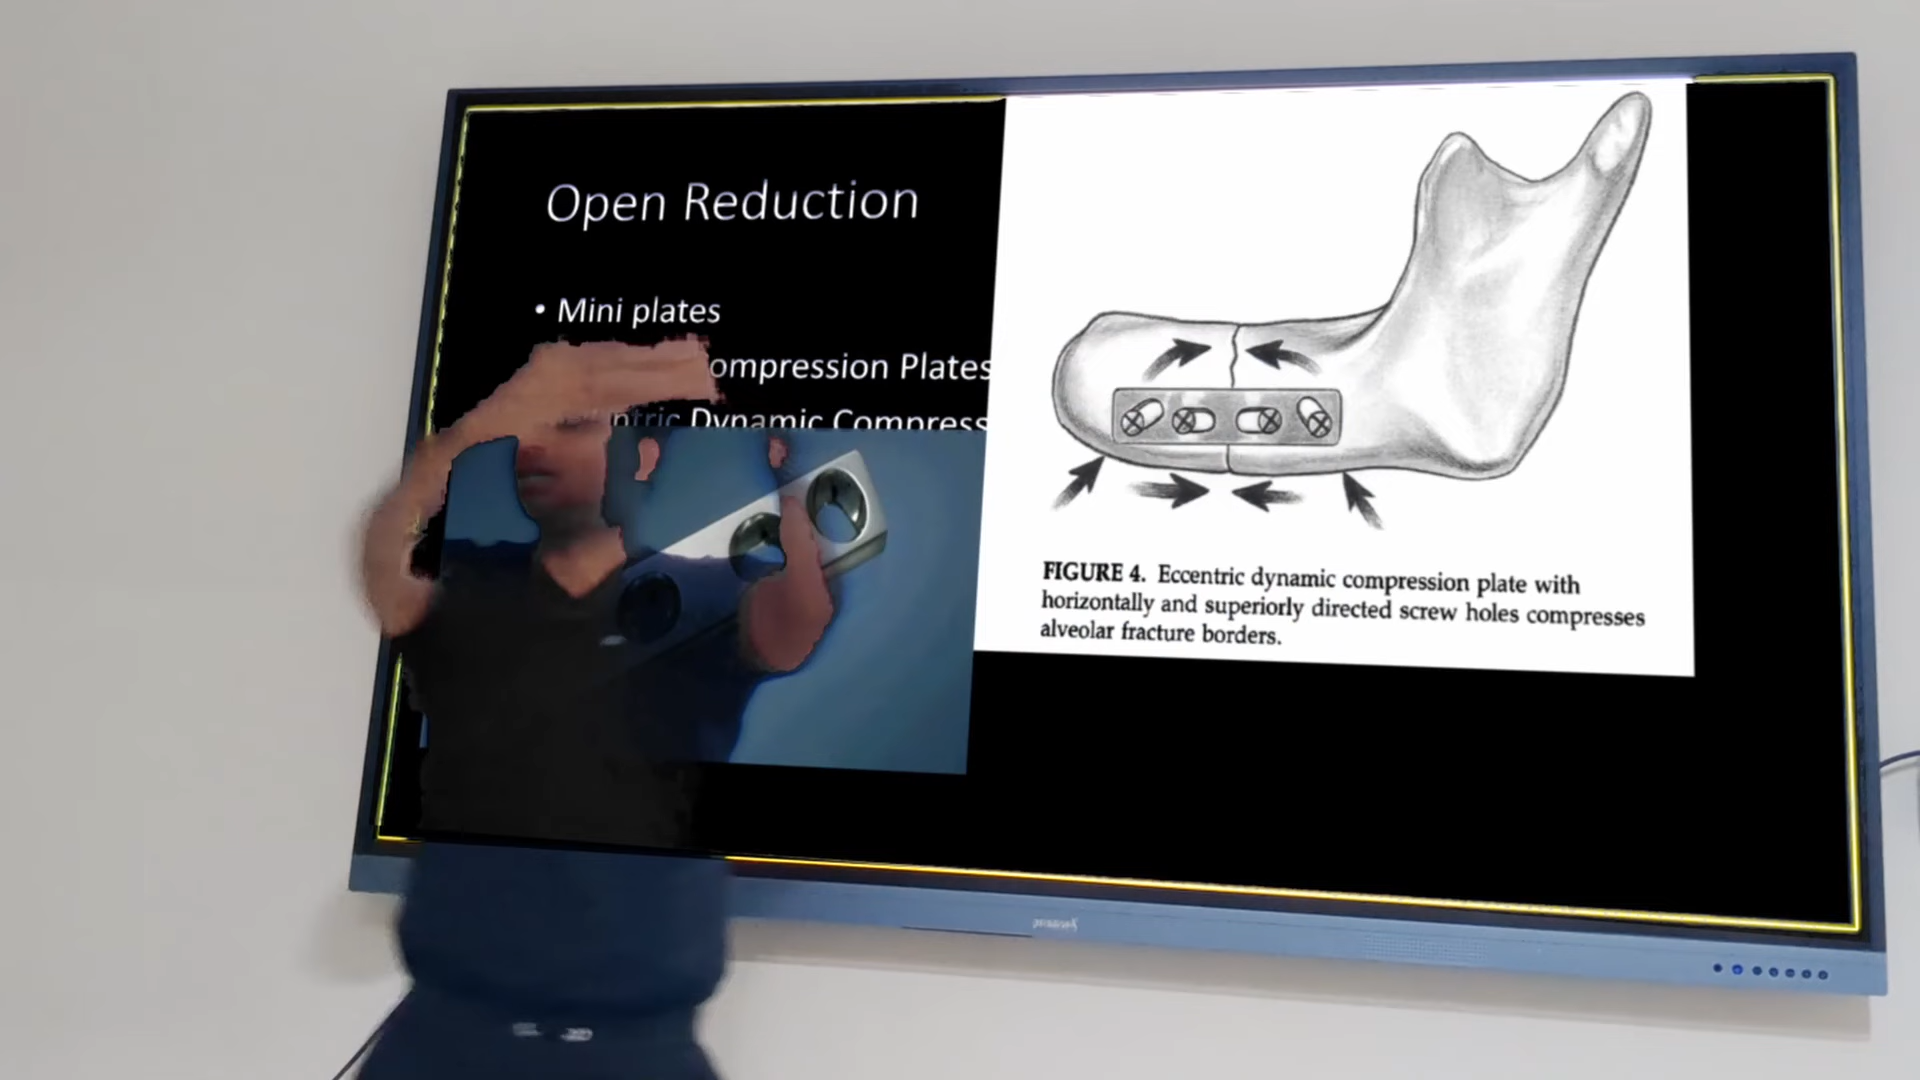 Open Reduction
• Mini plates
ompression Plates
ntric Dynamic Compress
FIGURE 4. Eccentric dynamic compression plate with
horizontally and superiorly directed screw holes compresses
alveolar fracture borders.